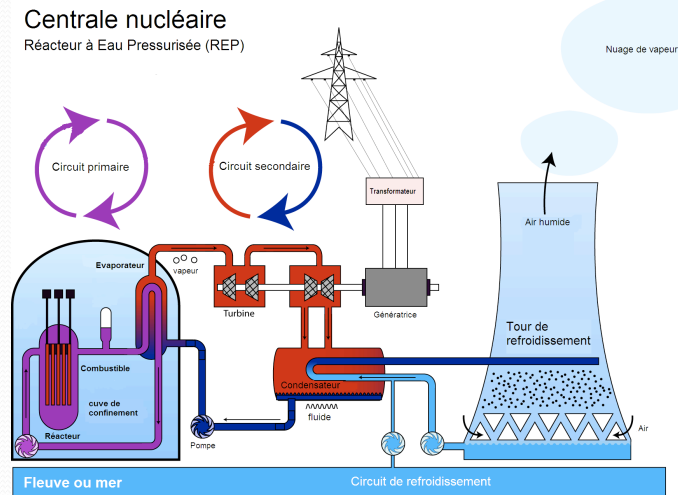 Centrale nucléaire
Réacteur à Eau Pressurisée (REP)
Nuage de vapeur
Circuit primaire
Circuit secondaire
Transformateur
Air humide
Evaporateur
vapeur
Turbine
Génératrice
Tour de
refroidissement
Combustible
Condensateur
cuve de
confinement
fluide
Réacteur
Pompe
Air
Fleuve ou mer
Circuit de refroidissement